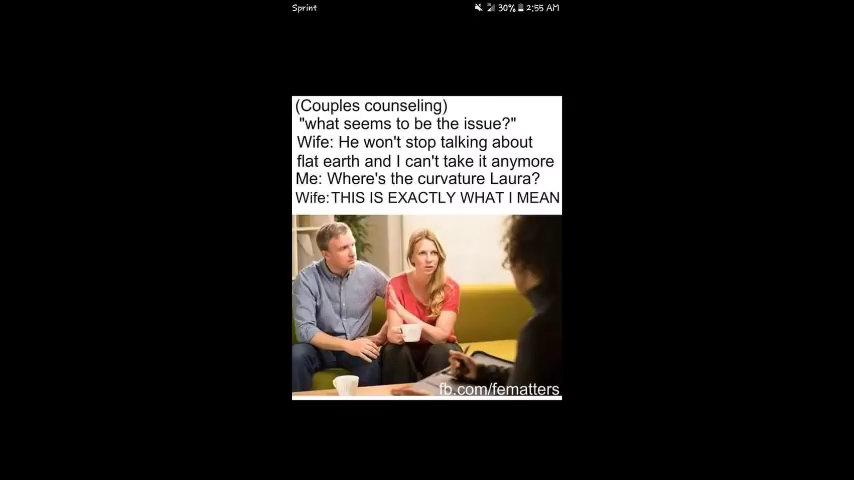 Sprint 30% 2:55 AM
(Couples counseling)
"what seems to be the issue?"
Wife: He won't stop talking about
flat earth and I can't take it anymore
Me: Where's the curvature Laura?
Wife:THIS IS EXACTLY WHAT I MEAN
fb.com/fematters